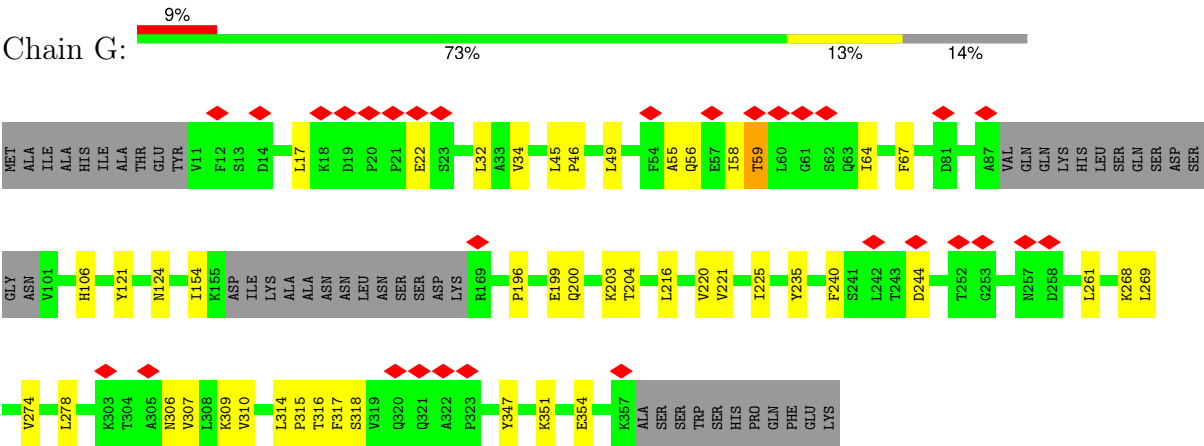 9%
Chain G:
73% 13% 14%
MET ALA ILE ALA HIS ILE ALA THR GLU TYR V11 F12 S13 D14 L17 K18 D19 P20 P21 E22 S23 L32 A33 V34 L45 P46 L49 F54 A55 Q56 E57 I58 T59 L60 G61 S62 Q63 I64 F67 D81 A87 VAL GLN GLN LYS HIS LEU SER GLN SER ASP SER
GLY ASN V101 H106 Y121 N124 I154 K155 ASP ILE LYS ALA ALA ASN ASN LEU ASN SER SER ASP LYS R169 P196 E199 Q200 K203 T204 L216 V220 V221 I225 Y235 F240 S241 L242 T243 D244 T252 G253 N257 D258 L261 K268 L269
V274 L278 K303 T304 A305 N306 V307 L308 K309 V310 L314 P315 T316 F317 S318 V319 Q320 Q321 A322 P323 Y347 K351 E354 K357 ALA SER SER TRP SER HIS PRO GLN PHE GLU LYS